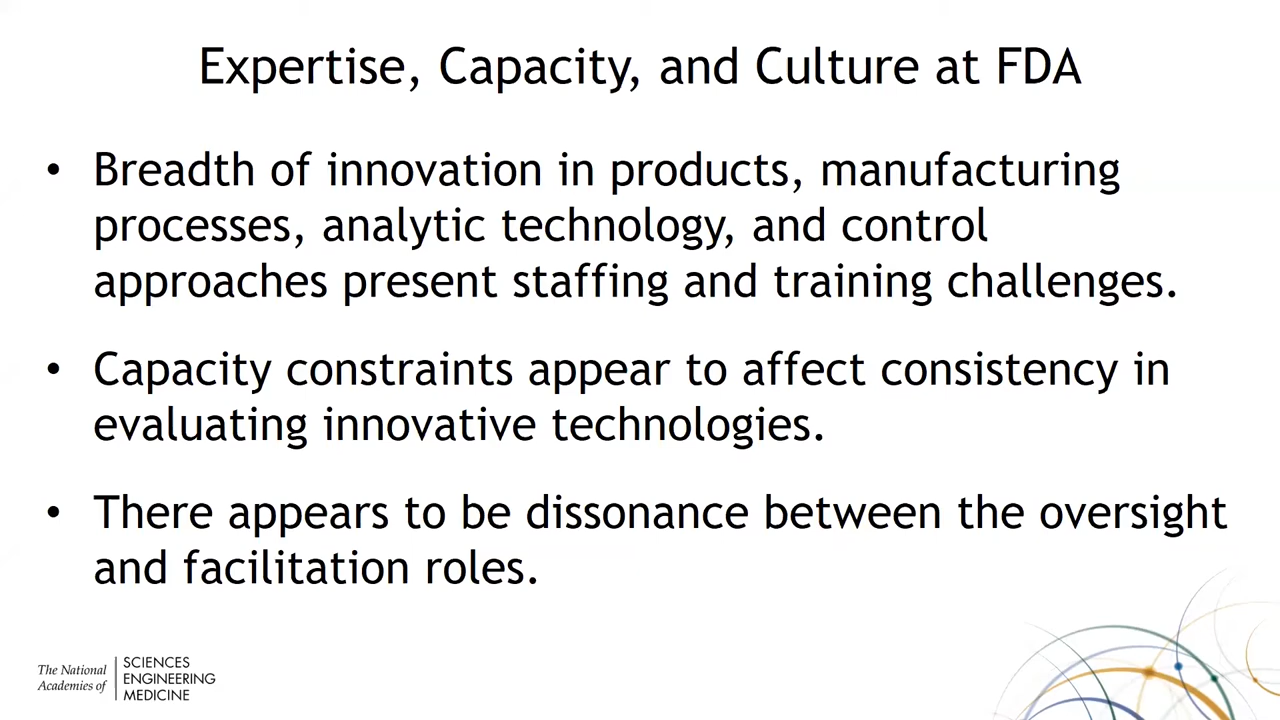 Expertise, Capacity, and Culture at FDA
• Breadth of innovation in products, manufacturing
processes, analytic technology, and control
approaches present staffing and training challenges.
• Capacity constraints appear to affect consistency in
evaluating innovative technologies.
• There appears to be dissonance between the oversight
and facilitation roles.
The National
Academies of
SCIENCES
ENGINEERING
MEDICINE